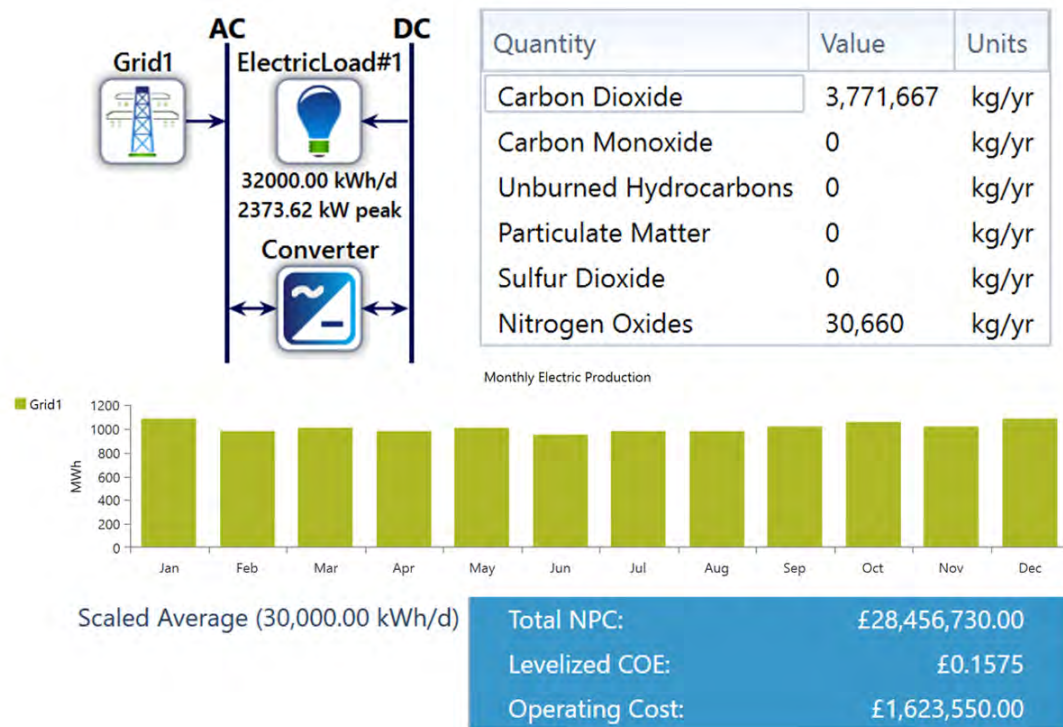 AC DC
Grid1 ElectricLoad#1
32000.00 kWh/d
2373.62 kW peak
Converter
Quantity Value Units
Carbon Dioxide 3,771,667 kg/yr
Carbon Monoxide 0 kg/yr
Unburned Hydrocarbons 0 kg/yr
Particulate Matter 0 kg/yr
Sulfur Dioxide 0 kg/yr
Nitrogen Oxides 30,660 kg/yr
Monthly Electric Production
Grid1
MWh
1200
1000
800
600
400
200
0
Jan Feb Mar Apr May Jun Jul Aug Sep Oct Nov Dec
Scaled Average (30,000.00 kWh/d)
Total NPC: £28,456,730.00
Levelized COE: £0.1575
Operating Cost: £1,623,550.00